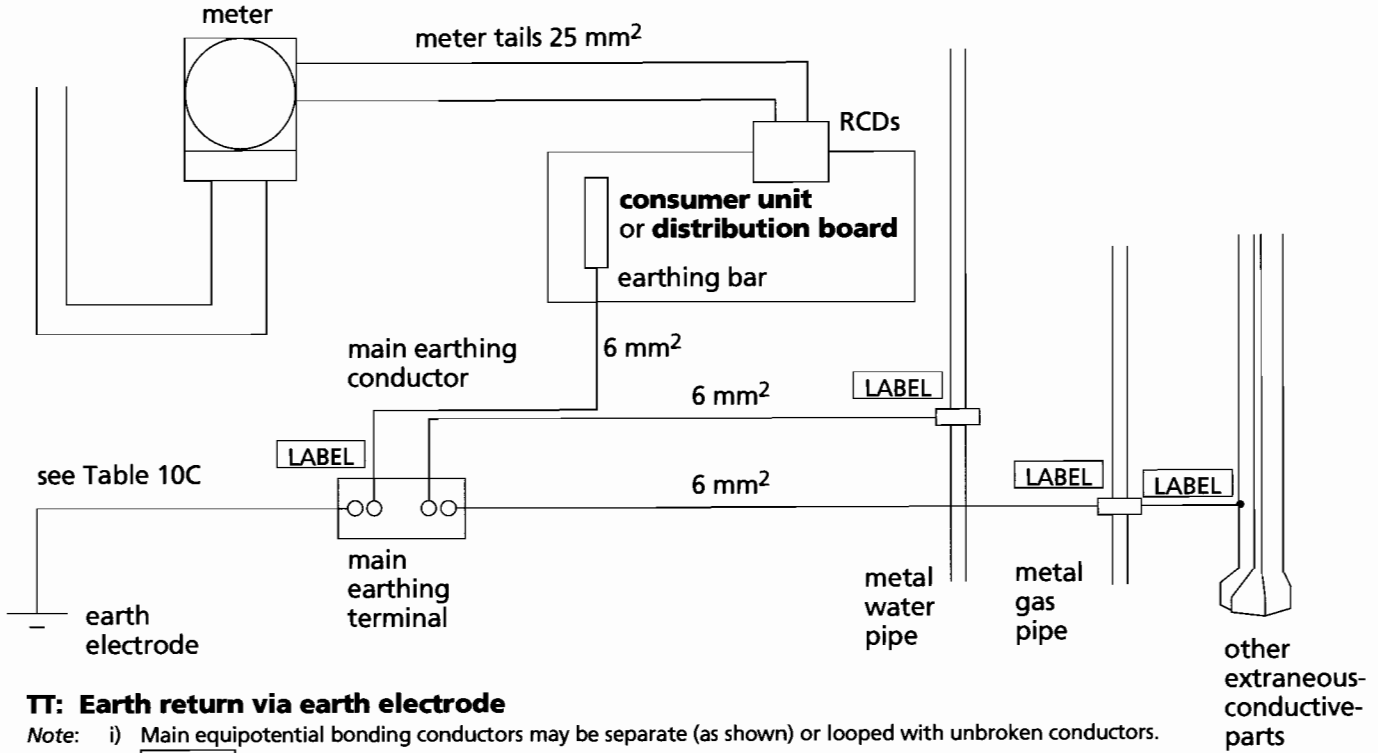 meter
meter tails 25 mm²
RCDs
consumer unit
or distribution board
earthing bar
main earthing
conductor
6 mm²
6 mm²
LABEL
LABEL
see Table 10C
6 mm²
LABEL
LABEL
main
earthing
terminal
earth
electrode
metal
water
pipe
metal
gas
pipe
other
extraneous-
conductive-
parts
TT: Earth return via earth electrode
Note: i) Main equipotential bonding conductors may be separate (as shown) or looped with unbroken conductors.